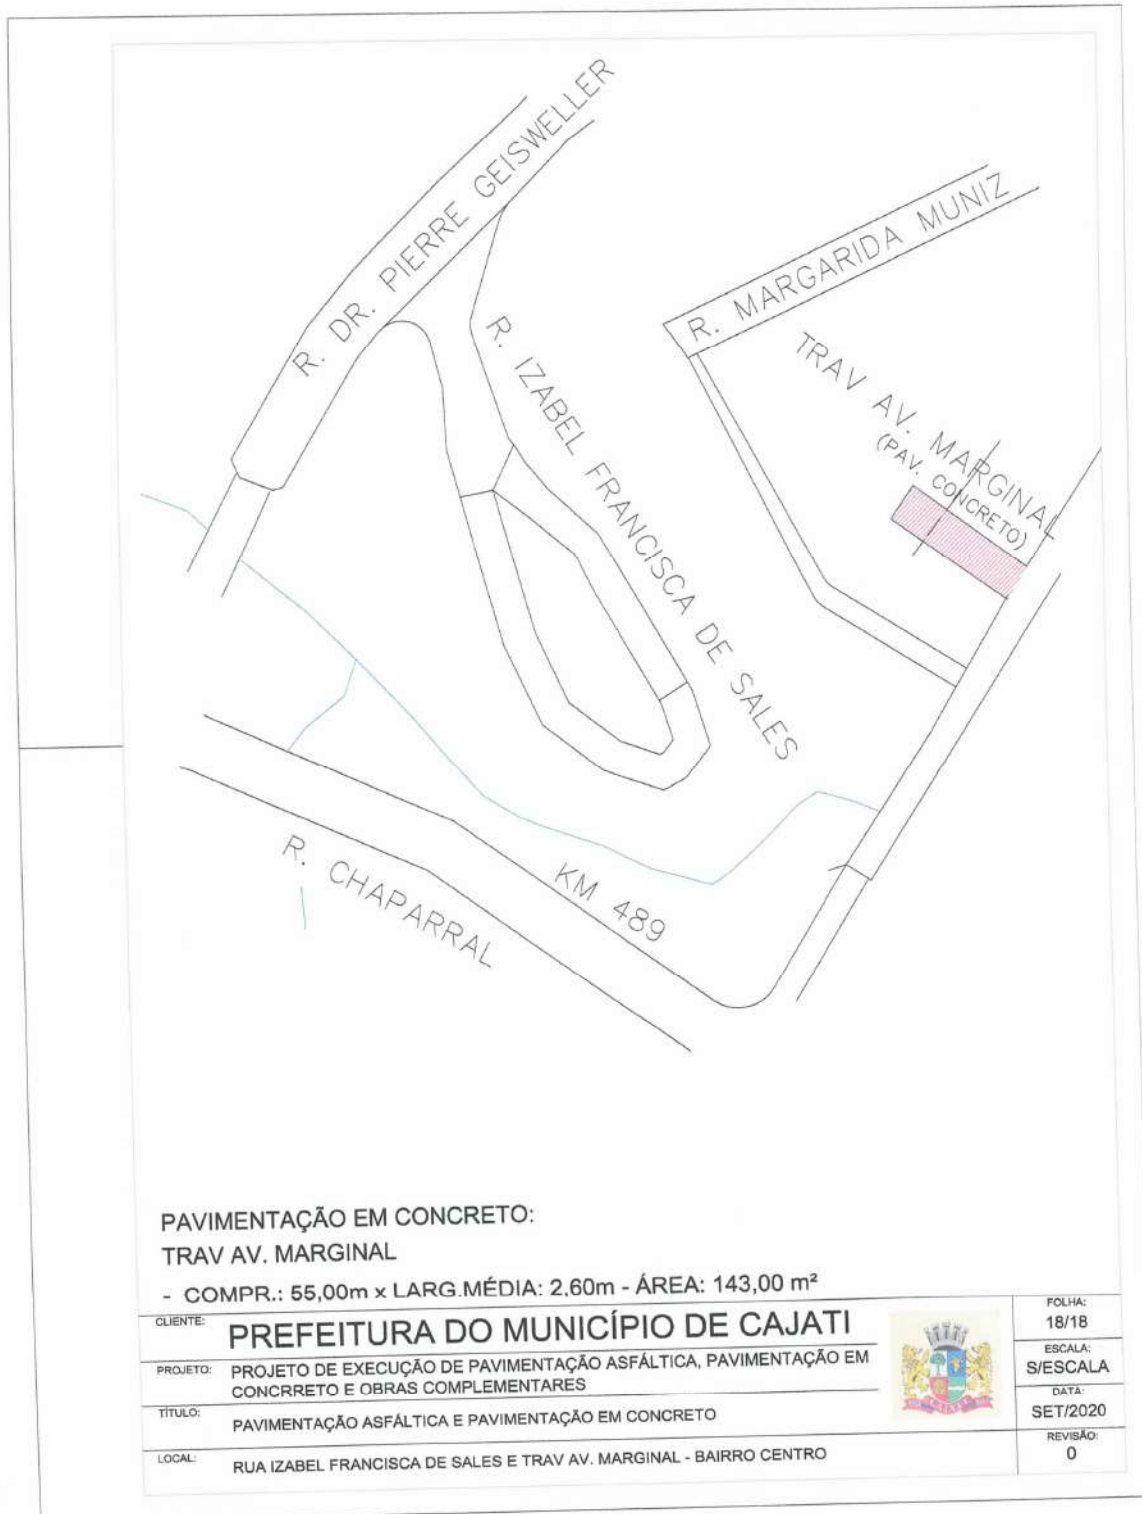 R. DR. PIERRE GEISWELLER
R. MARGARIDA MUNIZ
R. IZABEL FRANCISCA DE SALES
TRAV AV. MARGINAL
(PAV. CONCRETO)
KM 489
R. CHAPARRAL
PAVIMENTAÇÃO EM CONCRETO:
TRAV AV. MARGINAL
- COMPR.: 55,00m x LARG.MÉDIA: 2,60m - ÁREA: 143,00 m²
CLIENTE: PREFEITURA DO MUNICÍPIO DE CAJATI
PROJETO: PROJETO DE EXECUÇÃO DE PAVIMENTAÇÃO ASFÁLTICA, PAVIMENTAÇÃO EM
CONCRRETO E OBRAS COMPLEMENTARES
TÍTULO: PAVIMENTAÇÃO ASFÁLTICA E PAVIMENTAÇÃO EM CONCRETO
LOCAL: RUA IZABEL FRANCISCA DE SALES E TRAV AV. MARGINAL - BAIRRO CENTRO
CAJATI
FOLHA:
18/18
ESCALA:
S/ESCALA
DATA:
SET/2020
REVISÃO:
0